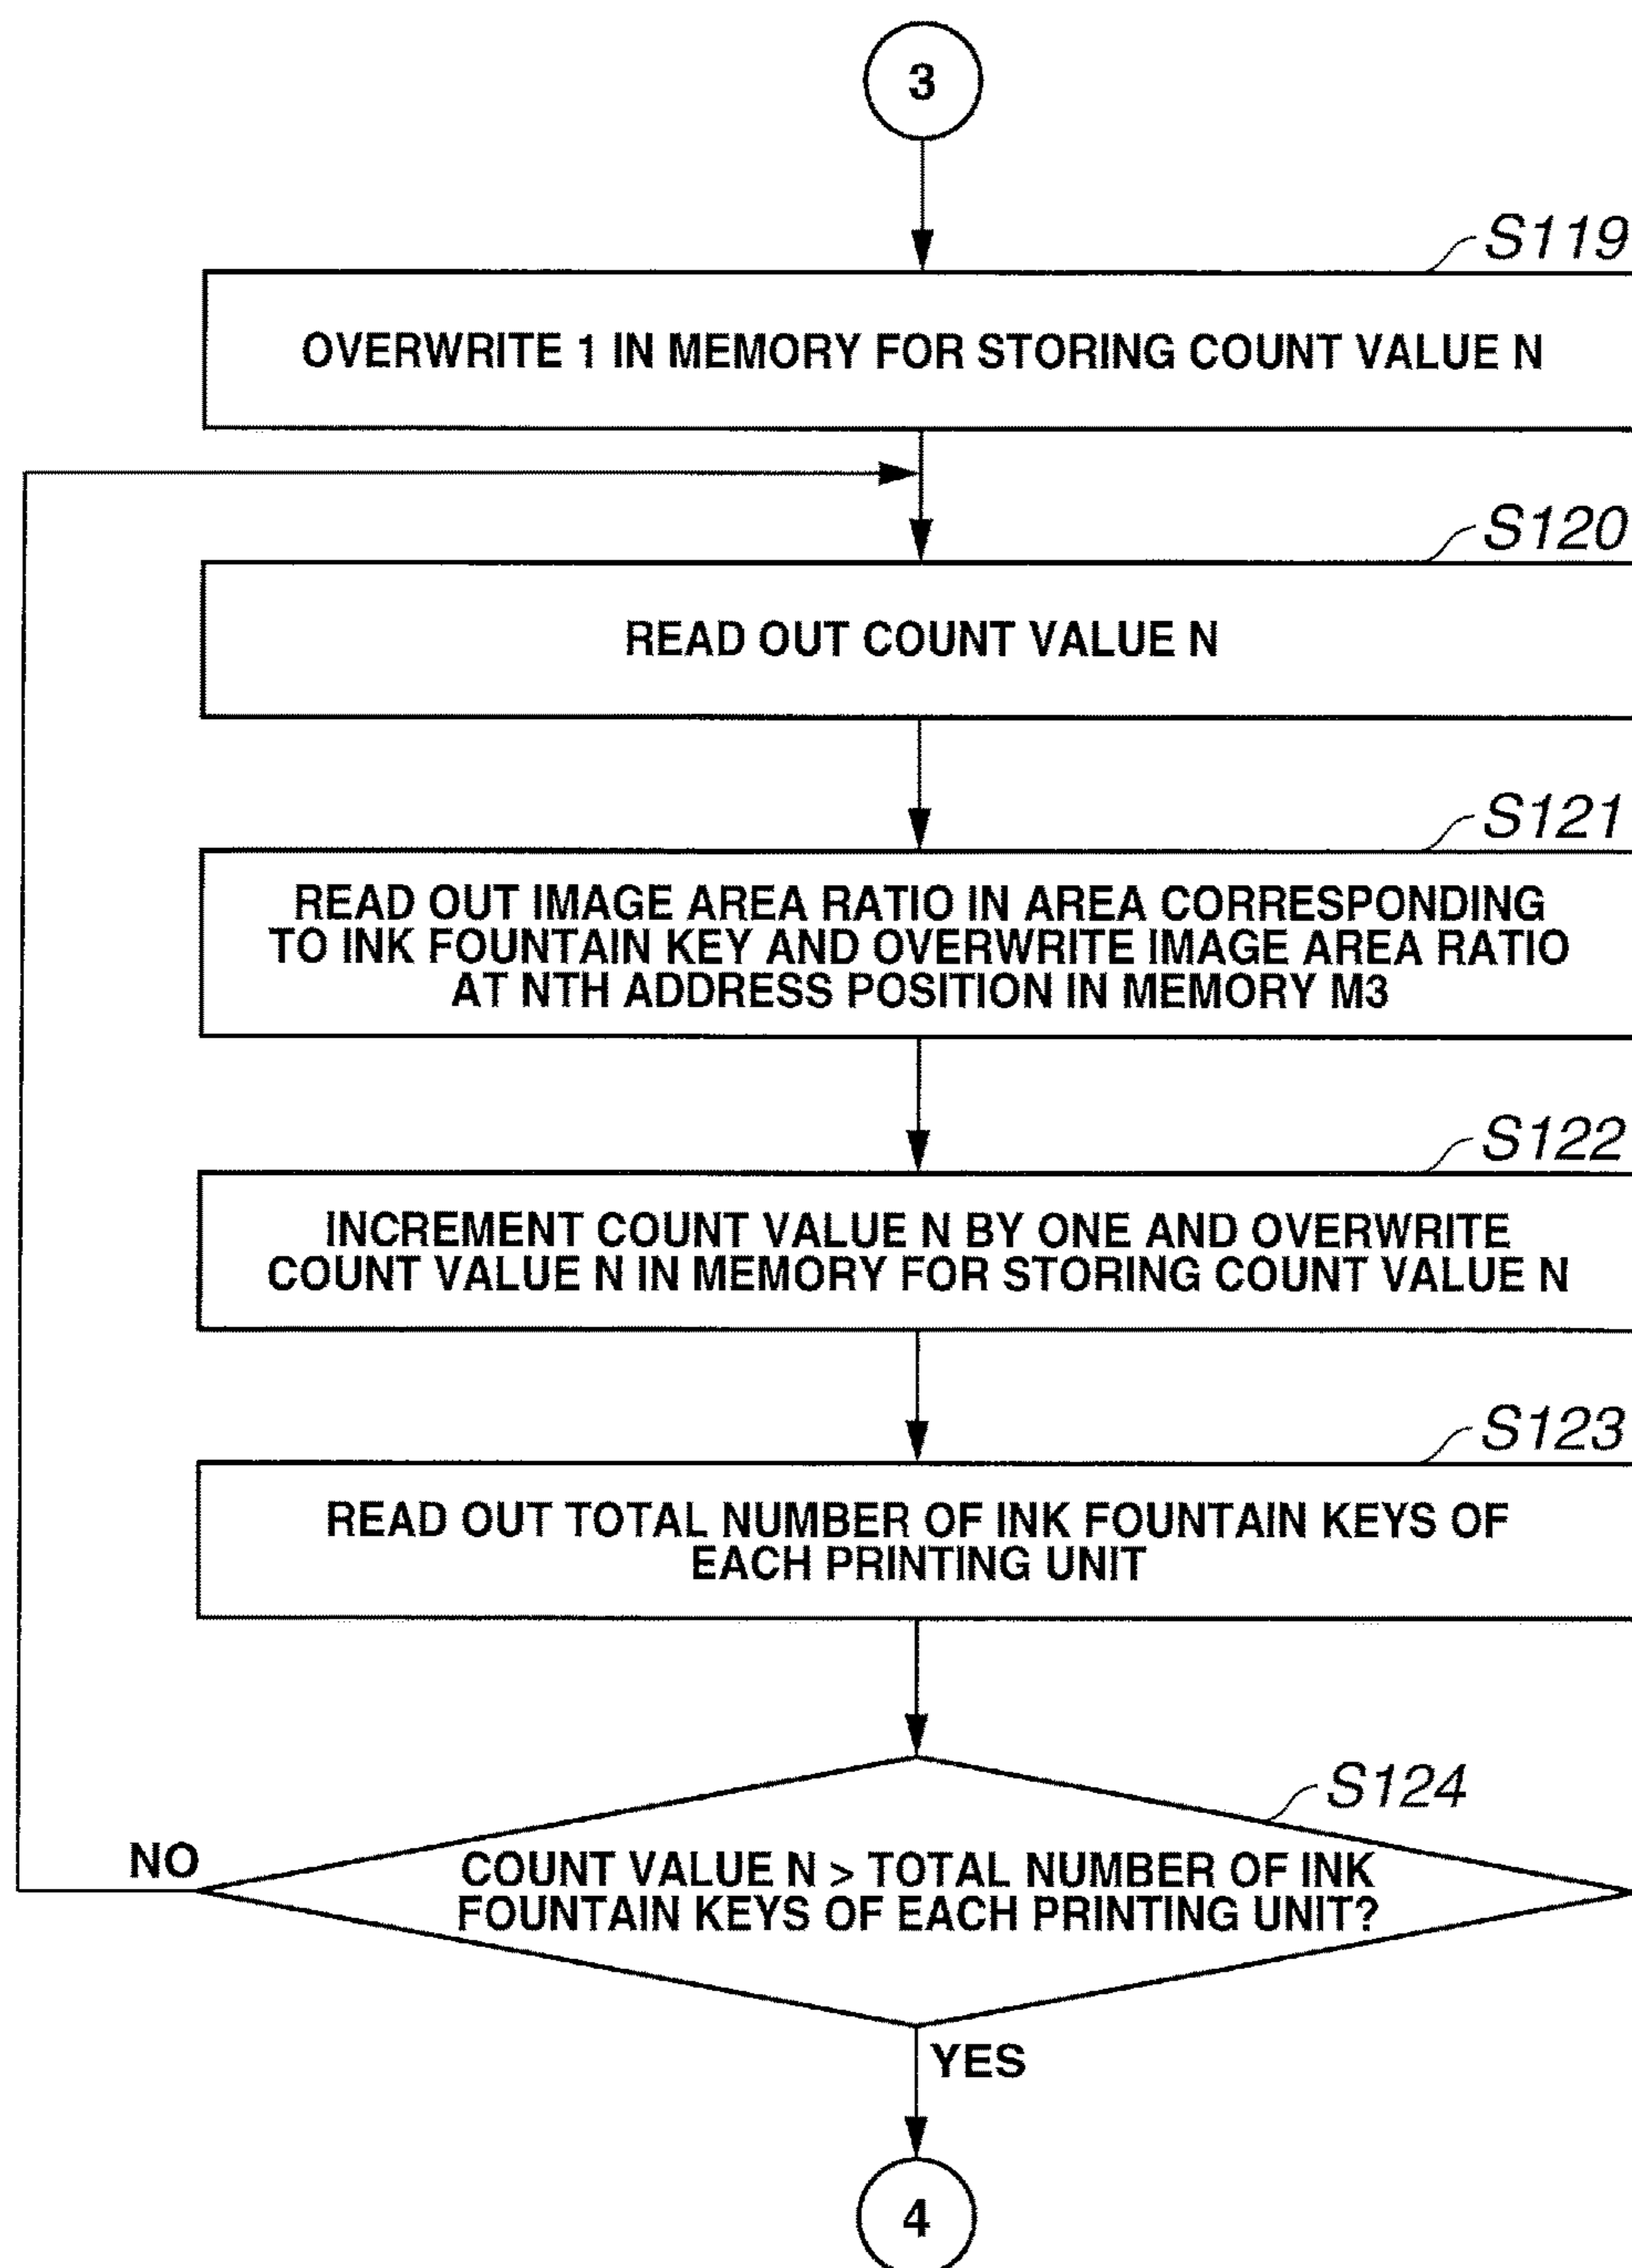 3
S119
OVERWRITE 1 IN MEMORY FOR STORING COUNT VALUE N
S120
READ OUT COUNT VALUE N
S121
READ OUT IMAGE AREA RATIO IN AREA CORRESPONDING
TO INK FOUNTAIN KEY AND OVERWRITE IMAGE AREA RATIO
AT NTH ADDRESS POSITION IN MEMORY M3
S122
INCREMENT COUNT VALUE N BY ONE AND OVERWRITE
COUNT VALUE N IN MEMORY FOR STORING COUNT VALUE N
S123
READ OUT TOTAL NUMBER OF INK FOUNTAIN KEYS OF
EACH PRINTING UNIT
S124
NO
COUNT VALUE N > TOTAL NUMBER OF INK
FOUNTAIN KEYS OF EACH PRINTING UNIT?
YES
4